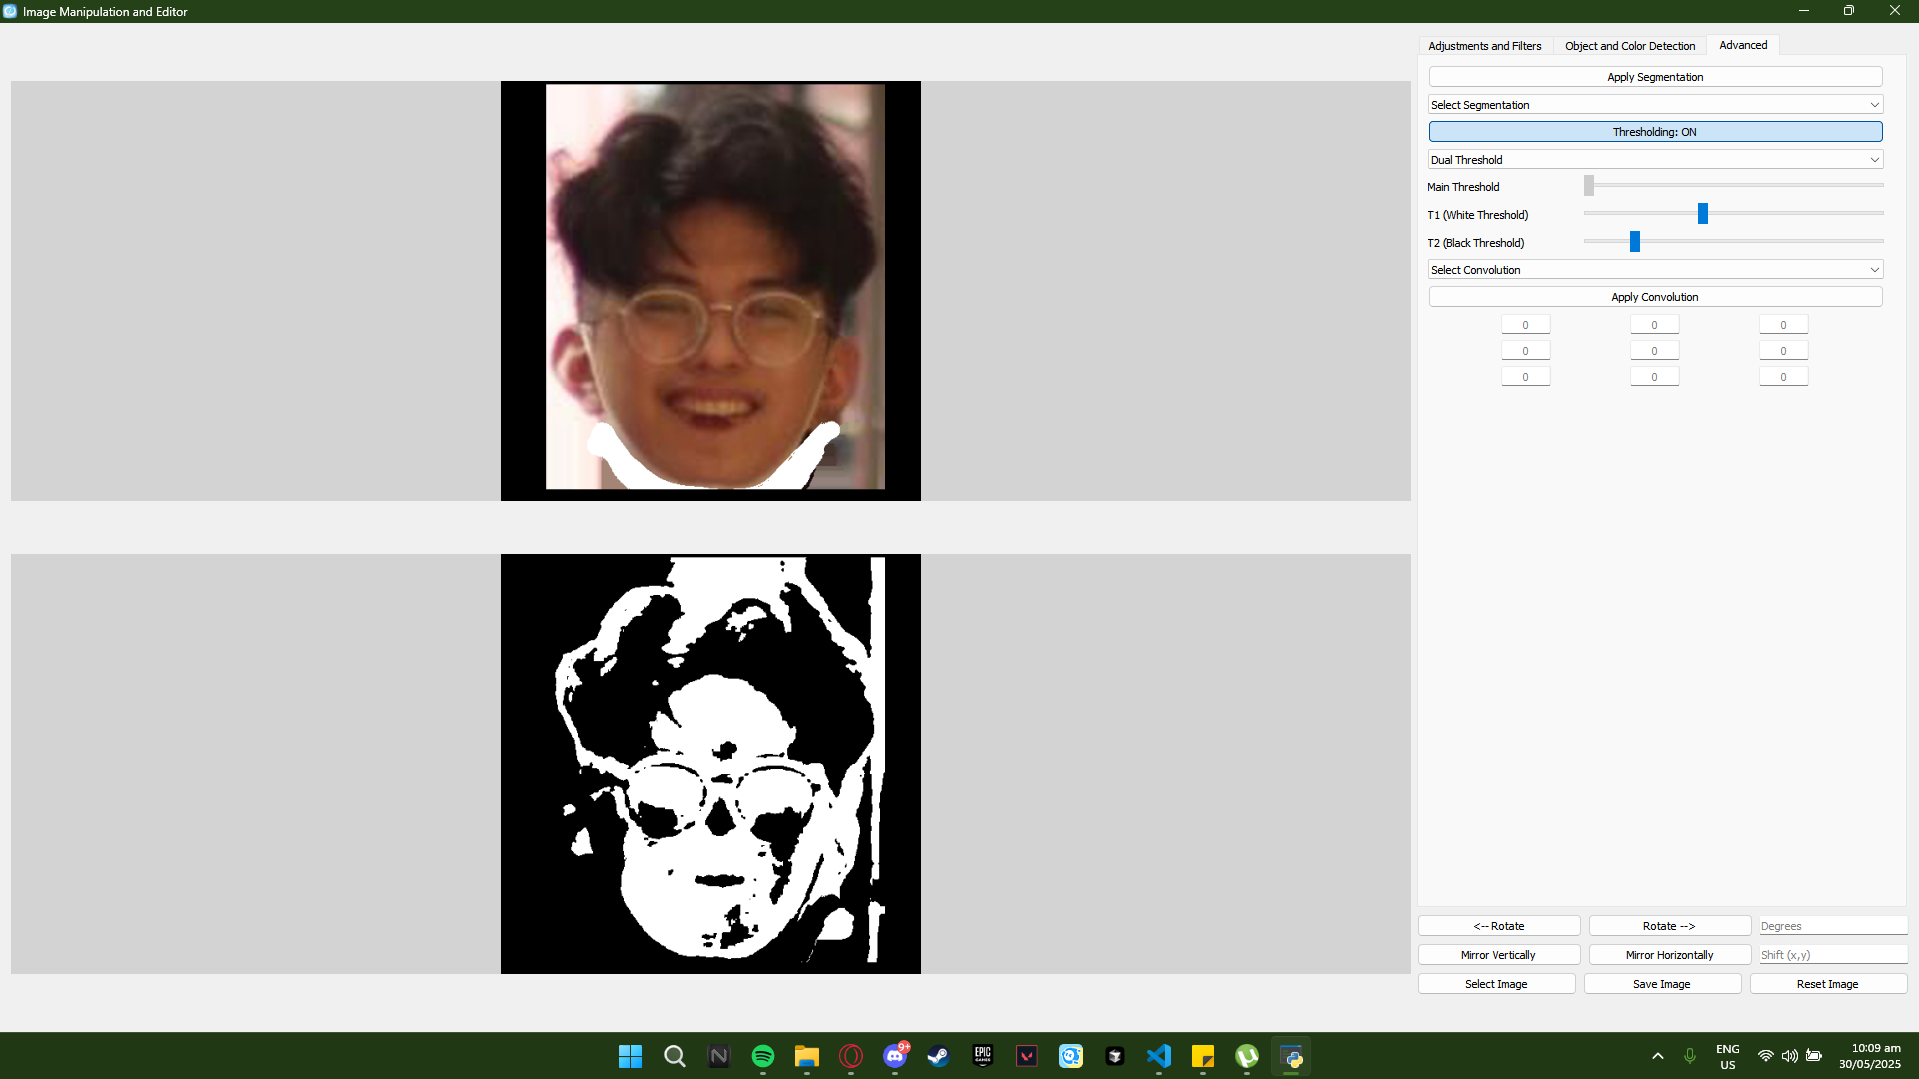 Image Manipulation and Editor
Adjustments and Filters Object and Color Detection Advanced
Apply Segmentation
Select Segmentation
Thresholding: ON
Dual Threshold
Main Threshold
T1 (White Threshold)
T2 (Black Threshold)
Select Convolution
Apply Convolution
0 0 0
0 0 0
0 0 0
<-- Rotate Rotate --> Degrees
Mirror Vertically Mirror Horizontally Shift (x,y)
Select Image Save Image Reset Image
N 9+ EPIC GAMES
ENG
US
10:09 am
30/05/2025